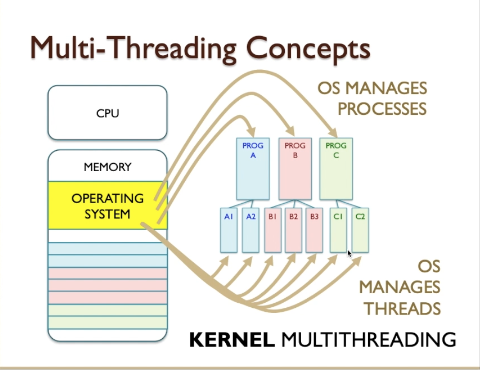 Multi-Threading Concepts
OS MANAGES
PROCESSES
CPU
MEMORY
OPERATING
SYSTEM
PROG
A
PROG
B
PROG
C
A1
A2
B1
B2
B3
C1
C2
OS
MANAGES
THREADS
KERNEL MULTITHREADING